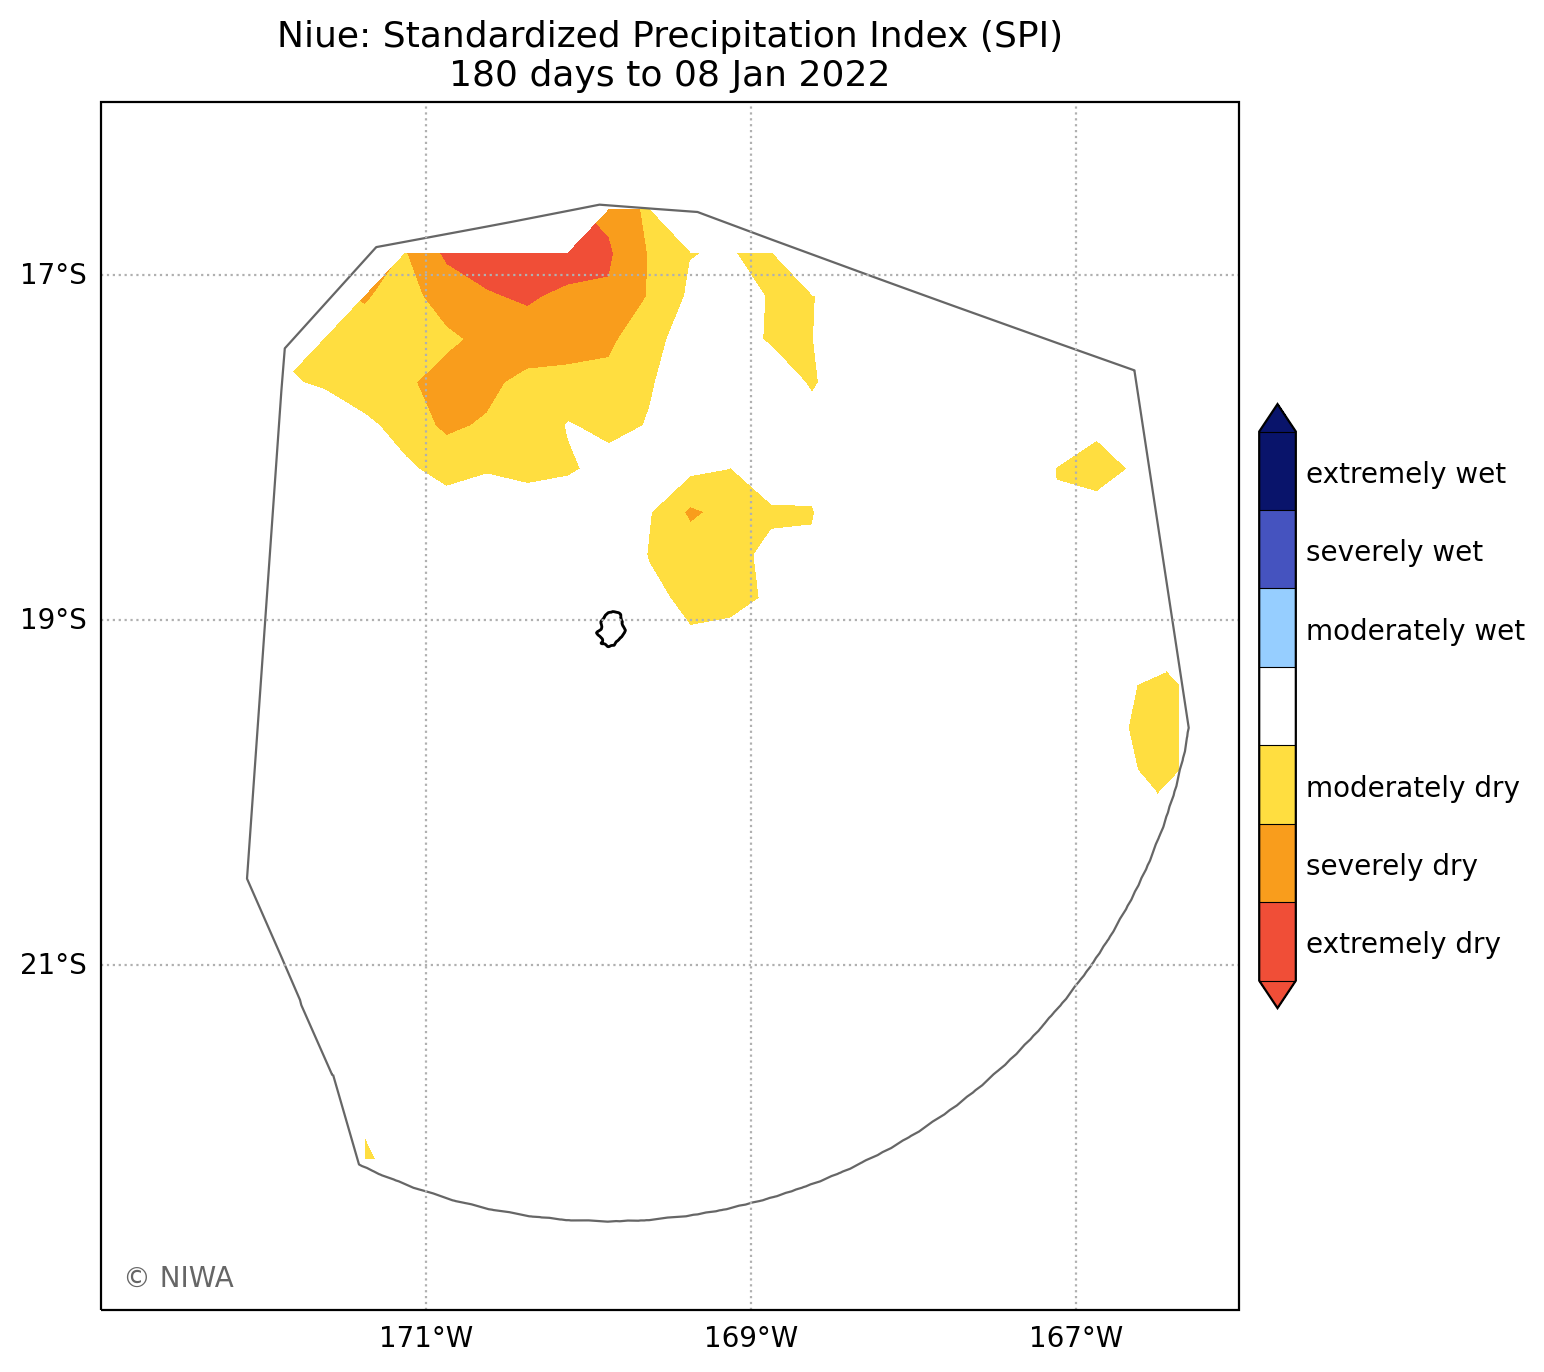 Niue: Standardized Precipitation Index (SPI)
180 days to 08 Jan 2022
17°S
19°S
21°S
171°W
169°W
167°W
extremely wet
severely wet
moderately wet
moderately dry
severely dry
extremely dry
© NIWA